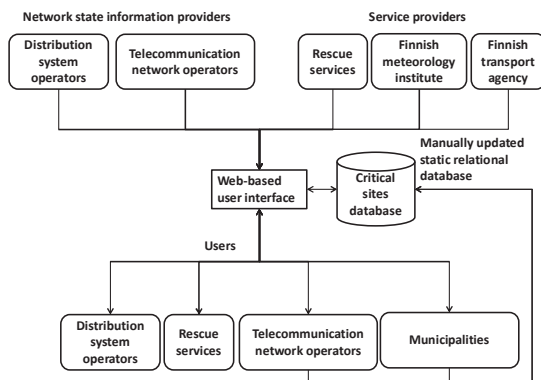 Network state information providers
Service providers
Distribution
system
operators
Telecommunication
network operators
Rescue
services
Finnish
meteorology
institute
Finnish
transport
agency
Manually updated
static relational
database
Web-based
user interface
Critical
sites
database
Users
Distribution
system
operators
Rescue
services
Telecommunication
network operators
Municipalities